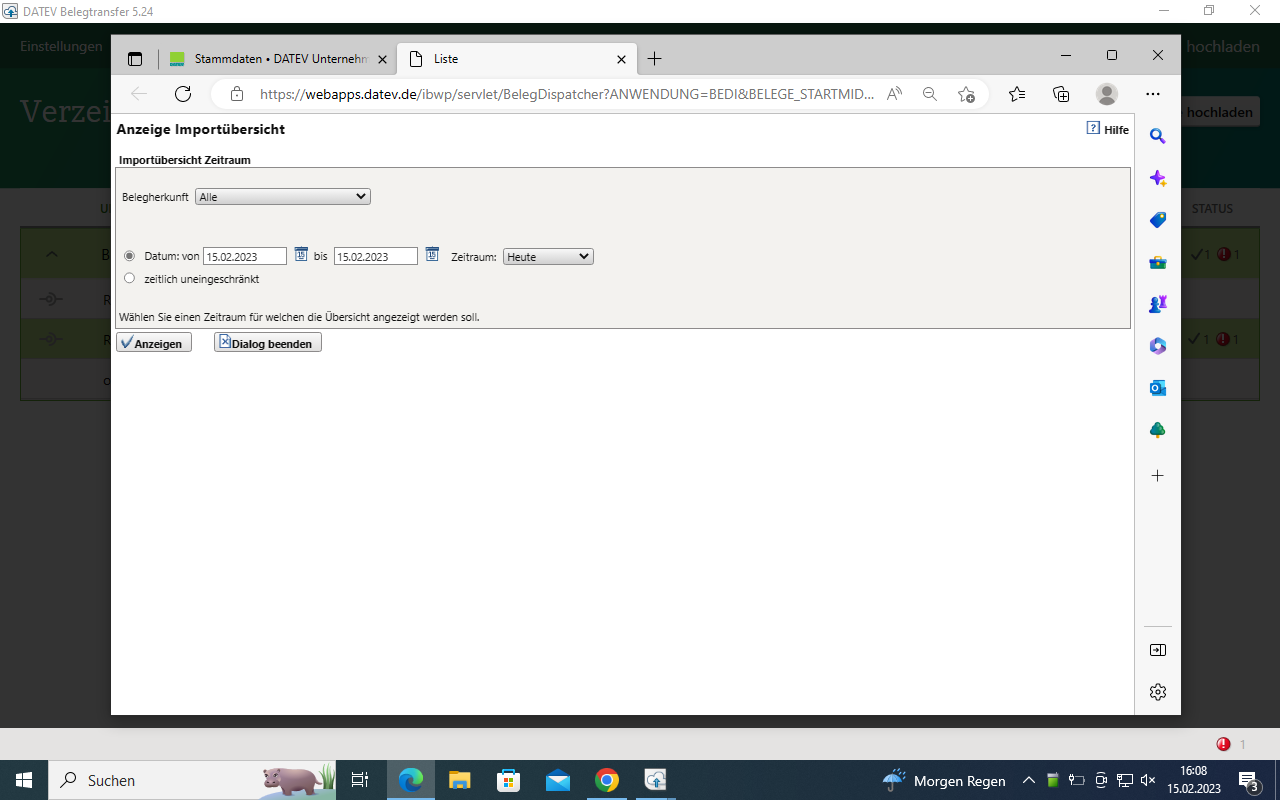 DATEV Belegtransfer 5.24
Einstellungen
hochladen
Verzei
hochladen
STATUS
1 1
1 1
Stammdaten • DATEV Unternehm
Liste
https://webapps.datev.de/ibwp/servlet/BelegDispatcher?ANWENDUNG=BEDI&BELEGE_STARTMID...
Anzeige Importübersicht
Hilfe
Importübersicht Zeitraum
Belegherkunft Alle
Datum: von 15.02.2023 15 bis 15.02.2023 15 Zeitraum: Heute
zeitlich uneingeschränkt
Wählen Sie einen Zeitraum für welchen die Übersicht angezeigt werden soll.
Anzeigen Dialog beenden
1
Suchen
Morgen Regen
16:08
15.02.2023
3